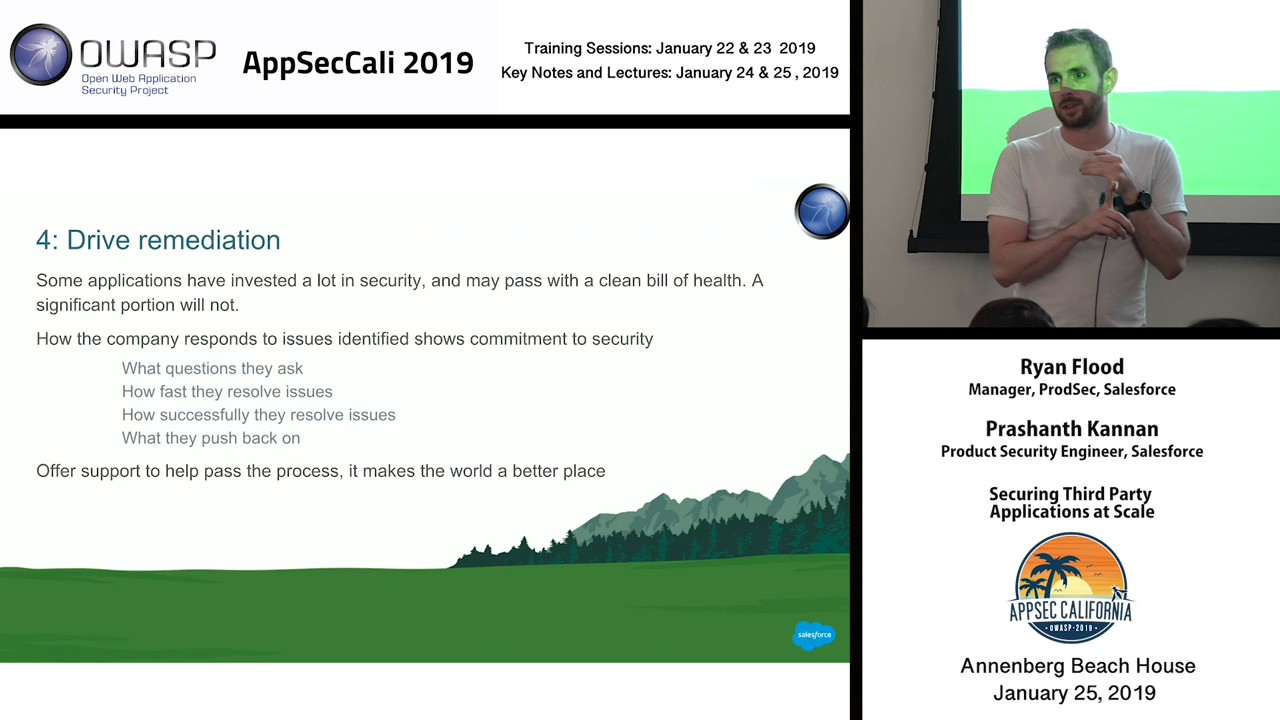 OWASP
Open Web Application
Security Project
AppSecCali 2019
Training Sessions: January 22 & 23 2019
Key Notes and Lectures: January 24 & 25 , 2019
4: Drive remediation
Some applications have invested a lot in security, and may pass with a clean bill of health. A
significant portion will not.
How the company responds to issues identified shows commitment to security
What questions they ask
How fast they resolve issues
How successfully they resolve issues
What they push back on
Offer support to help pass the process, it makes the world a better place
salesforce
Ryan Flood
Manager, ProdSec, Salesforce
Prashanth Kannan
Product Security Engineer, Salesforce
Securing Third Party
Applications at Scale
APPSEC CALIFORNIA
• OWASP-2019 •
Annenberg Beach House
January 25, 2019